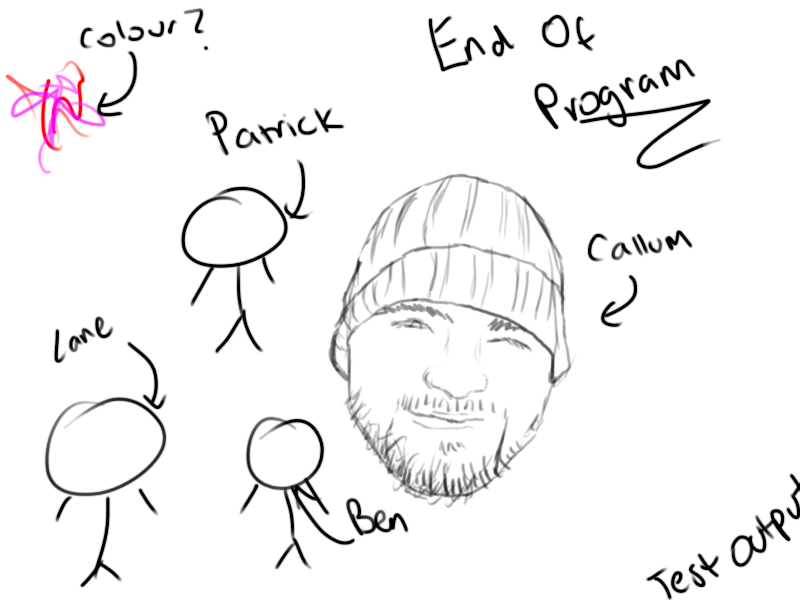 Colour?
End Of
Program
Patrick
Callum
Lane
Ben
Test output